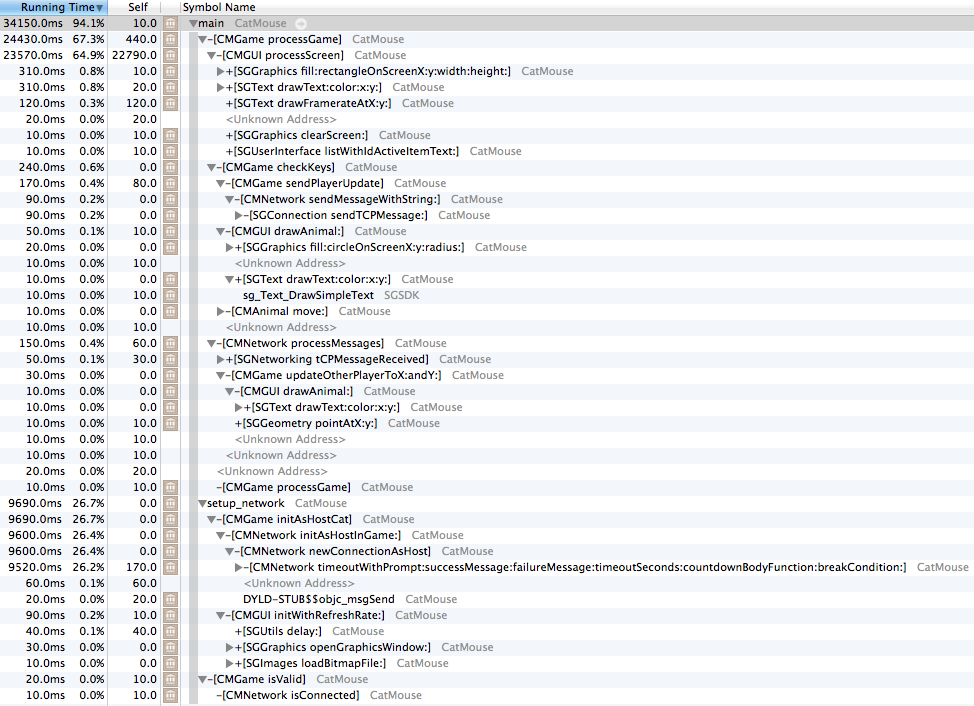 Running Time▼ Self Symbol Name
34150.0ms 94.1% 10.0 ▼main CatMouse
24430.0ms 67.3% 440.0 ▼-[CMGame processGame] CatMouse
23570.0ms 64.9% 22790.0 ▼-[CMGUI processScreen] CatMouse
310.0ms 0.8% 10.0 ▶+[SGGraphics fill:rectangleOnScreenX:y:width:height:] CatMouse
310.0ms 0.8% 20.0 ▶+[SGText drawText:color:x:y:] CatMouse
120.0ms 0.3% 120.0 +[SGText drawFramerateAtX:y:] CatMouse
20.0ms 0.0% 20.0 <Unknown Address>
10.0ms 0.0% 10.0 +[SGGraphics clearScreen:] CatMouse
10.0ms 0.0% 10.0 +[SGUserInterface listWithIdActiveItemText:] CatMouse
240.0ms 0.6% 0.0 ▼-[CMGame checkKeys] CatMouse
170.0ms 0.4% 80.0 ▼-[CMGame sendPlayerUpdate] CatMouse
90.0ms 0.2% 0.0 ▼-[CMNetwork sendMessageWithString:] CatMouse
90.0ms 0.2% 0.0 ▶-[SGConnection sendTCPMessage:] CatMouse
50.0ms 0.1% 10.0 ▼-[CMGUI drawAnimal:] CatMouse
20.0ms 0.0% 0.0 ▶+[SGGraphics fill:circleOnScreenX:y:radius:] CatMouse
10.0ms 0.0% 10.0 <Unknown Address>
10.0ms 0.0% 0.0 ▼+[SGText drawText:color:x:y:] CatMouse
10.0ms 0.0% 10.0 sg_Text_DrawSimpleText SGSDK
10.0ms 0.0% 0.0 ▶-[CMAnimal move:] CatMouse
10.0ms 0.0% 10.0 <Unknown Address>
150.0ms 0.4% 60.0 ▼-[CMNetwork processMessages] CatMouse
50.0ms 0.1% 30.0 ▶+[SGNetworking tCPMessageReceived] CatMouse
30.0ms 0.0% 0.0 ▼-[CMGame updateOtherPlayerToX:andY:] CatMouse
10.0ms 0.0% 0.0 ▼-[CMGUI drawAnimal:] CatMouse
10.0ms 0.0% 0.0 ▶+[SGText drawText:color:x:y:] CatMouse
10.0ms 0.0% 10.0 +[SGGeometry pointAtX:y:] CatMouse
10.0ms 0.0% 10.0 <Unknown Address>
10.0ms 0.0% 10.0 <Unknown Address>
20.0ms 0.0% 20.0 <Unknown Address>
10.0ms 0.0% 10.0 -[CMGame processGame] CatMouse
9690.0ms 26.7% 0.0 ▼setup_network CatMouse
9690.0ms 26.7% 0.0 ▼-[CMGame initAsHostCat] CatMouse
9600.0ms 26.4% 0.0 ▼-[CMNetwork initAsHostInGame:] CatMouse
9600.0ms 26.4% 0.0 ▼-[CMNetwork newConnectionAsHost] CatMouse
9520.0ms 26.2% 170.0 ▶-[CMNetwork timeoutWithPrompt:successMessage:failureMessage:timeoutSeconds:countdownBodyFunction:breakCondition:] CatMouse
60.0ms 0.1% 60.0 <Unknown Address>
20.0ms 0.0% 20.0 DYLD-STUB$$objc_msgSend CatMouse
90.0ms 0.2% 10.0 ▼-[CMGUI initWithRefreshRate:] CatMouse
40.0ms 0.1% 40.0 +[SGUtils delay:] CatMouse
30.0ms 0.0% 0.0 ▶+[SGGraphics openGraphicsWindow:] CatMouse
10.0ms 0.0% 0.0 ▶+[SGImages loadBitmapFile:] CatMouse
20.0ms 0.0% 10.0 ▼-[CMGame isValid] CatMouse
10.0ms 0.0% 10.0 -[CMNetwork isConnected] CatMouse